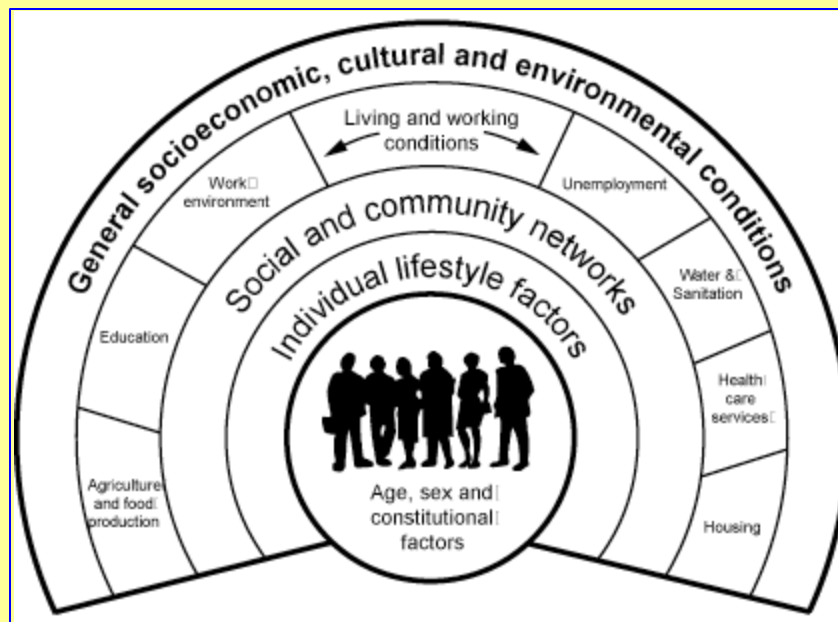 General socioeconomic, cultural and environmental conditions
Living and working
conditions
Work
environment
Unemployment
Education
Water &
Sanitation
Agriculture
and food
production
Health
care
services
Housing
Social and community networks
Individual lifestyle factors
Age, sex and
constitutional
factors